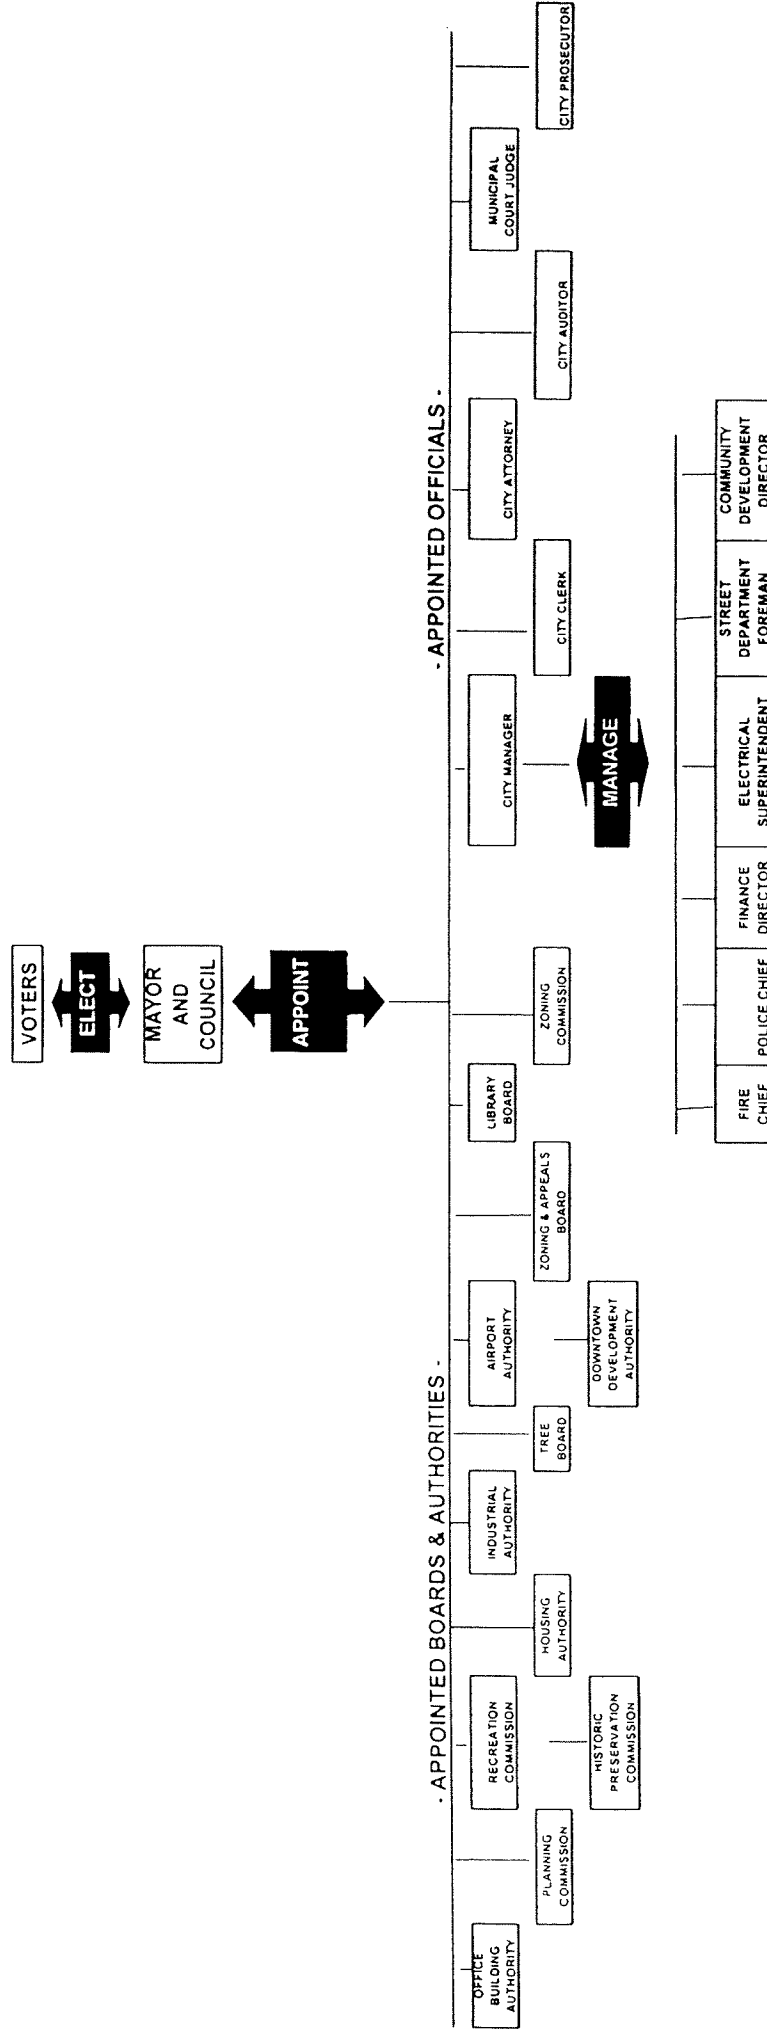 VOTERS
ELECT
MAYOR
AND
COUNCIL
APPOINT
- APPOINTED BOARDS & AUTHORITIES -
- APPOINTED OFFICIALS -
OFFICE
BUILDING
AUTHORITY
PLANNING
COMMISSION
RECREATION
COMMISSION
HISTORIC
PRESERVATION
COMMISSION
HOUSING
AUTHORITY
INDUSTRIAL
AUTHORITY
TREE
BOARD
AIRPORT
AUTHORITY
DOWNTOWN
DEVELOPMENT
AUTHORITY
ZONING & APPEALS
BOARD
LIBRARY
BOARD
ZONING
COMMISSION
CITY MANAGER
CITY CLERK
CITY ATTORNEY
CITY AUDITOR
MUNICIPAL
COURT JUDGE
CITY PROSECUTOR
MANAGE
FIRE
CHIEF
POLICE CHIEF
FINANCE
DIRECTOR
ELECTRICAL
SUPERINTENDENT
STREET
DEPARTMENT
FOREMAN
COMMUNITY
DEVELOPMENT
DIRECTOR